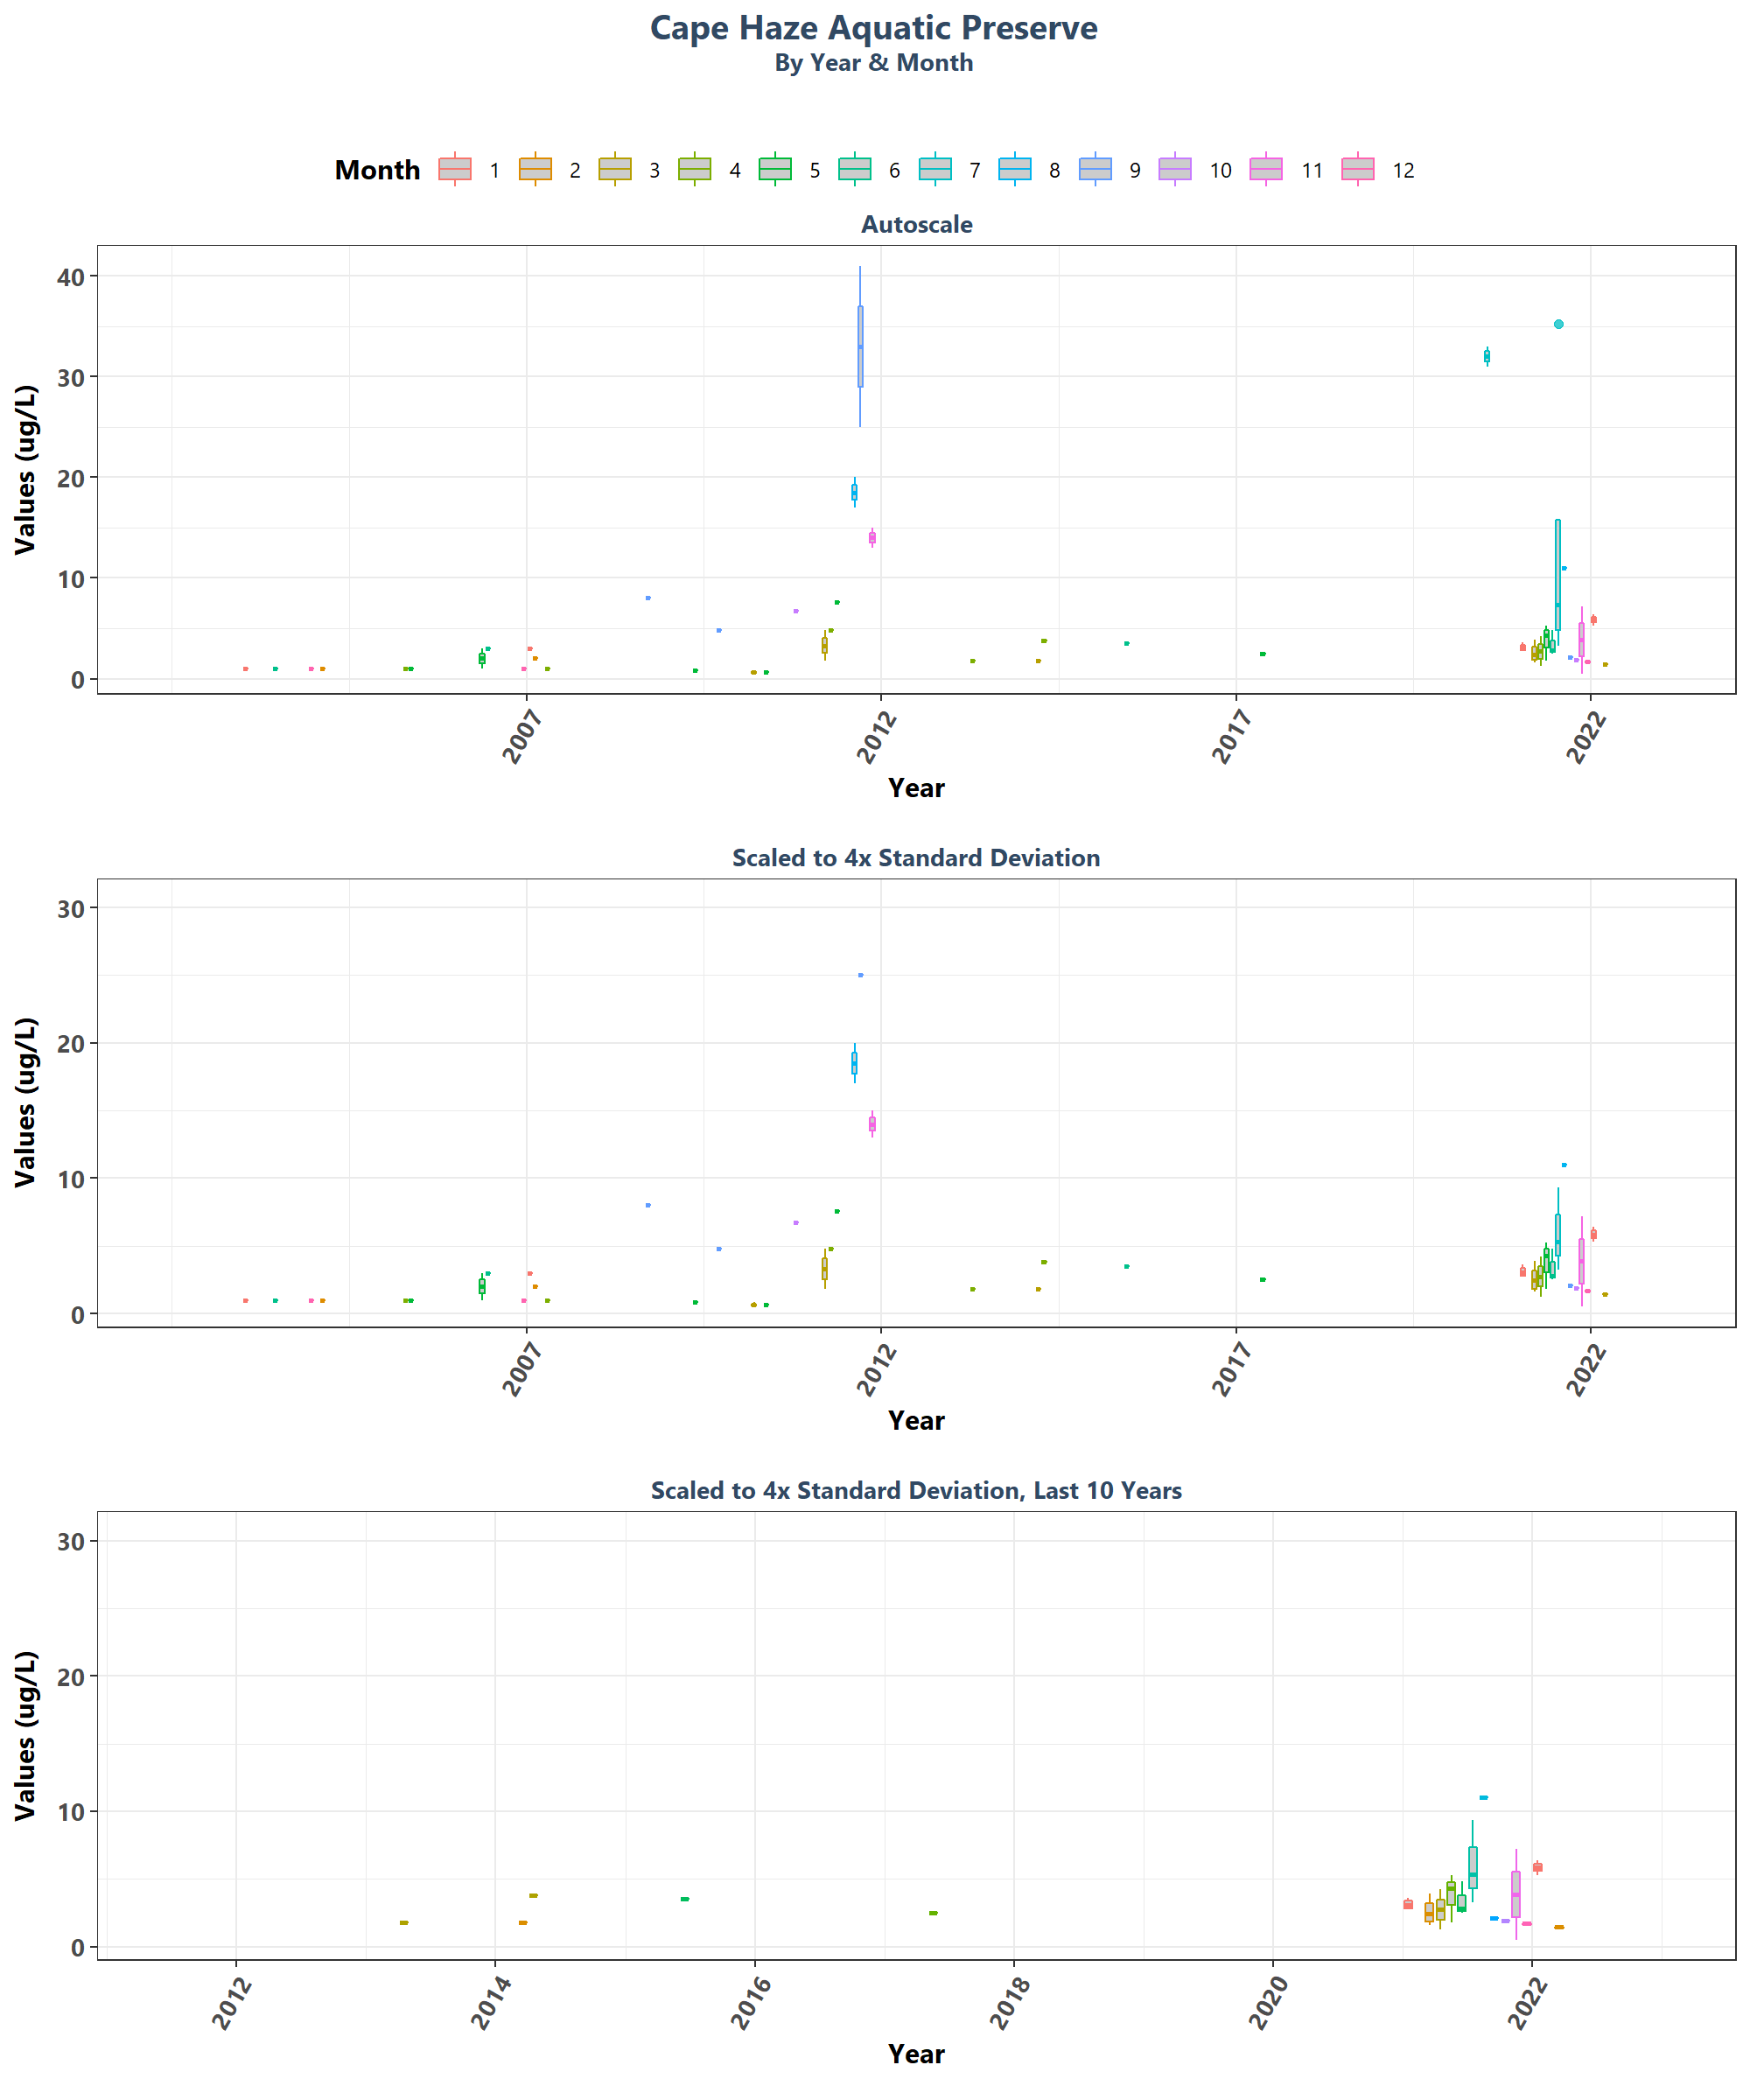 Cape Haze Aquatic Preserve
By Year & Month
Month 1 2 3 4 5 6 7 8 9 10 11 12
Autoscale
Values (ug/L)
40
30
20
10
0
2007 2012 2017 2022
Year
Scaled to 4x Standard Deviation
Values (ug/L)
30
20
10
0
2007 2012 2017 2022
Year
Scaled to 4x Standard Deviation, Last 10 Years
Values (ug/L)
30
20
10
0
2012 2014 2016 2018 2020 2022
Year